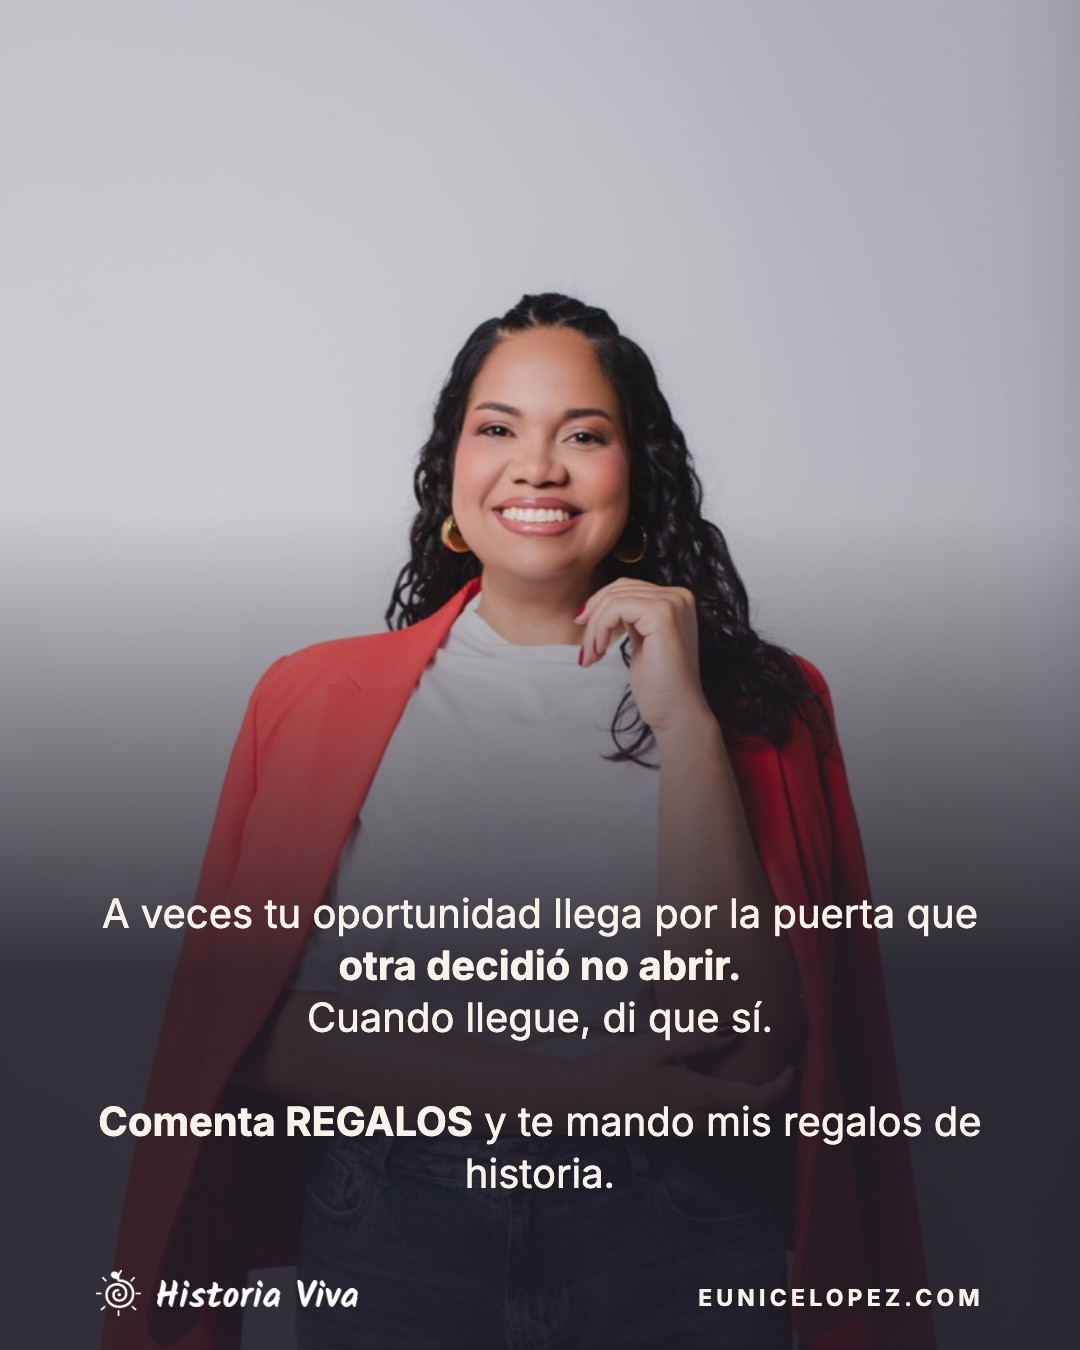 A veces tu oportunidad llega por la puerta que
otra decidió no abrir.
Cuando llegue, di que sí.
Comenta REGALOS y te mando mis regalos de
historia.
Historia Viva
EUNICELOPEZ.COM